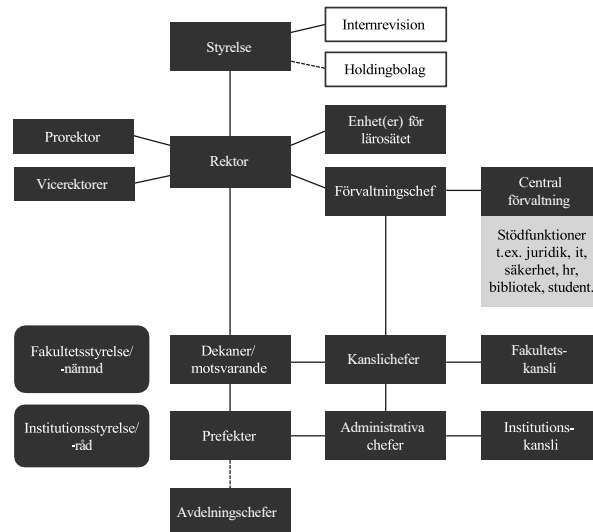 Internrevision
Styrelse
Holdingbolag
Enhet(er) för
lärosätet
Prorektor
Rektor
Vicerektorer
Förvaltningschef
Central
förvaltning
Stödfunktioner
t.ex. juridik, it,
säkerhet, hr,
bibliotek, student.
Fakultetsstyrelse/
-nämnd
Dekaner/
motsvarande
Kanslichefer
Fakultets-
kansli
Institutionsstyrelse/
-råd
Prefekter
Administrativa
chefer
Institutions-
kansli
Avdelningschefer